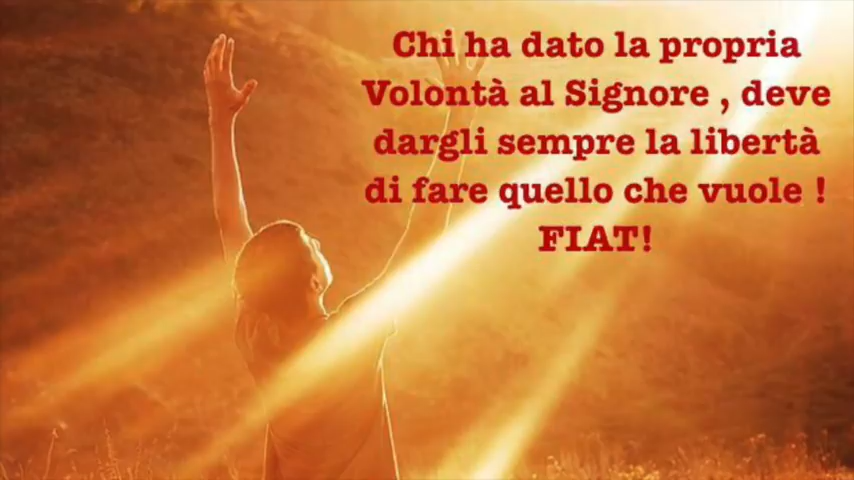 Chi ha dato la propria
Volontà al Signore , deve
dargli sempre la libertà
di fare quello che vuole !
FIAT!